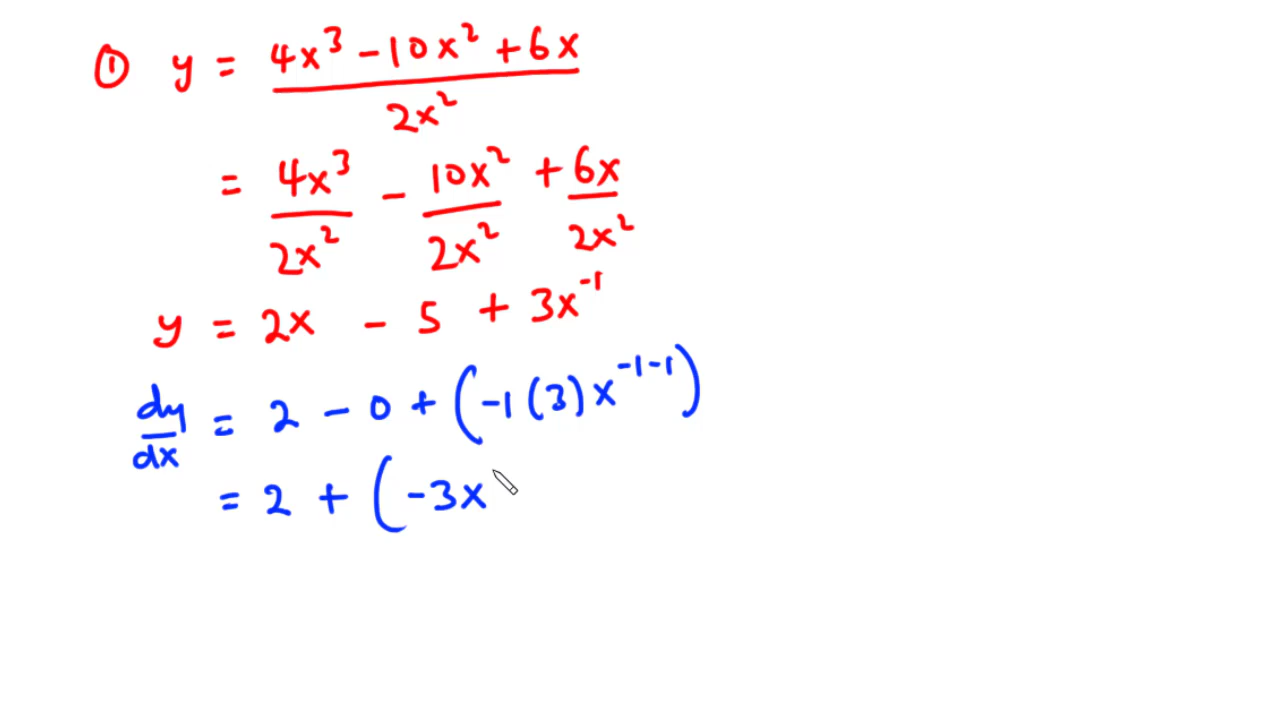 ① y = 4x³ - 10x² + 6x
2x²
= 4x³/2x² - 10x²/2x² + 6x/2x²
y = 2x - 5 + 3x⁻¹
dy/dx = 2 - 0 + (-1(3)x⁻¹⁻¹)
= 2 + (-3x